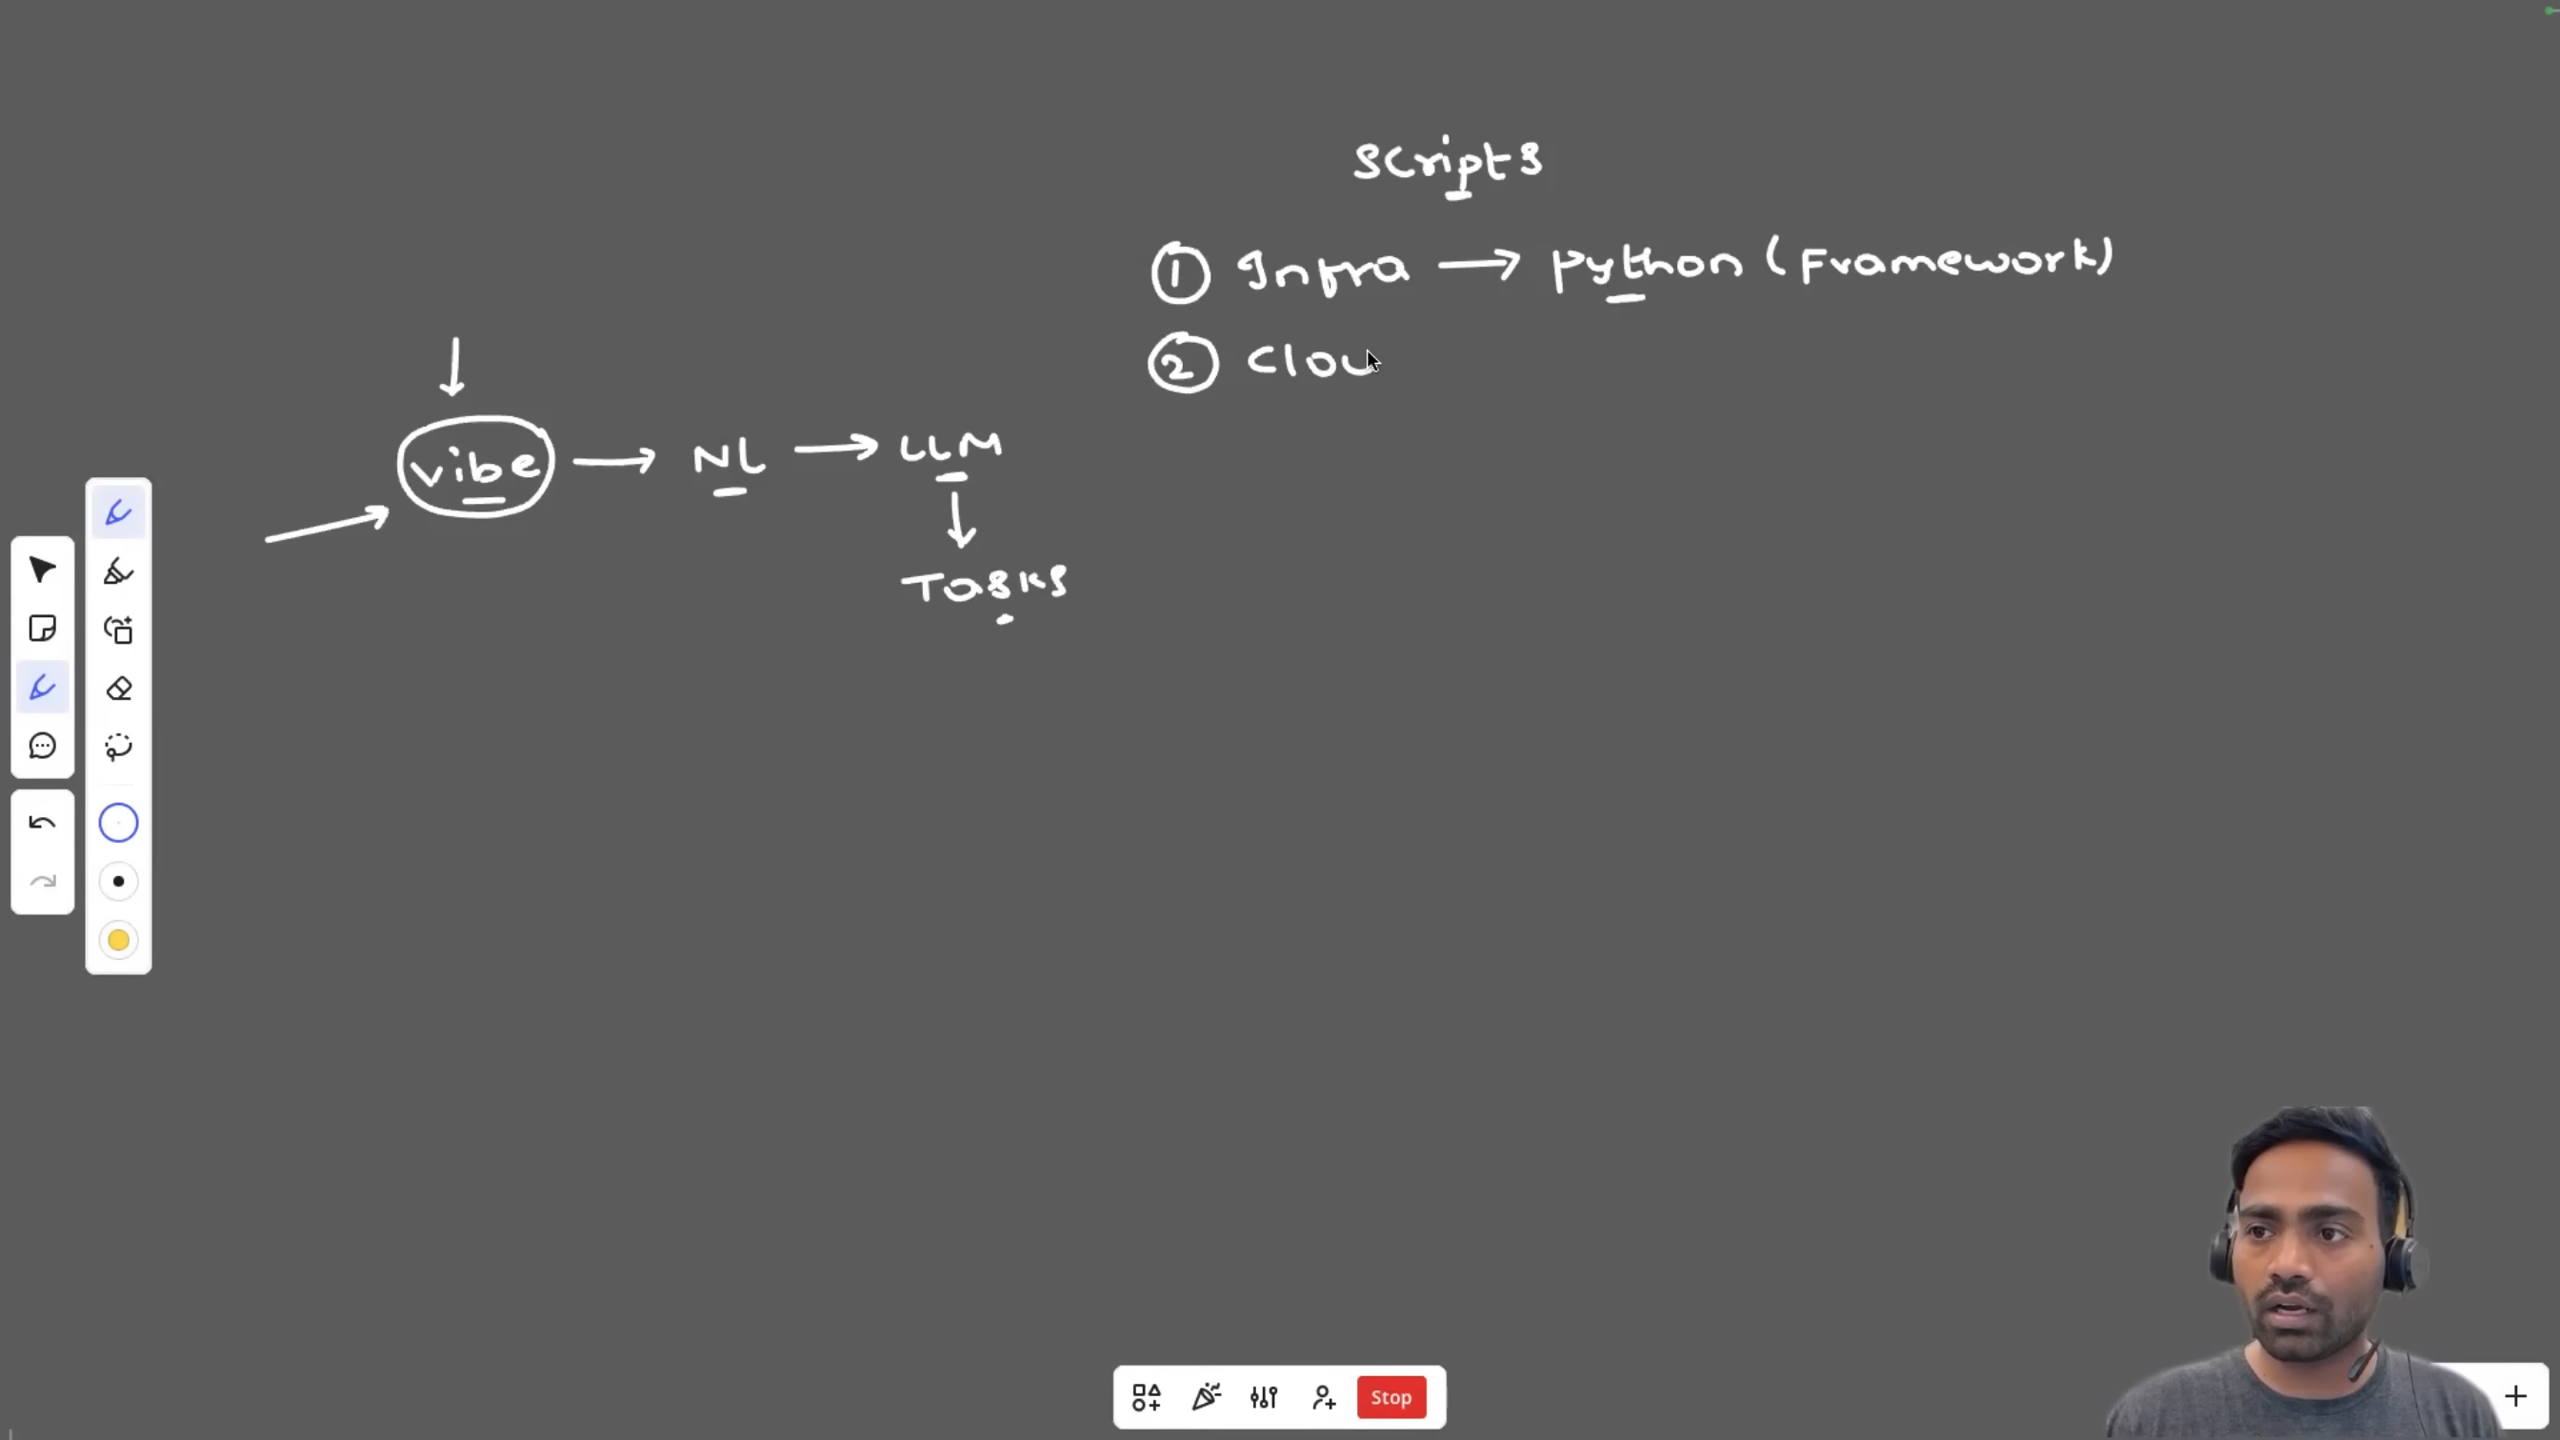 Scripts
① Infra → python (Framework)
② Clou
vibe → NL → LLM
Tasks
Stop